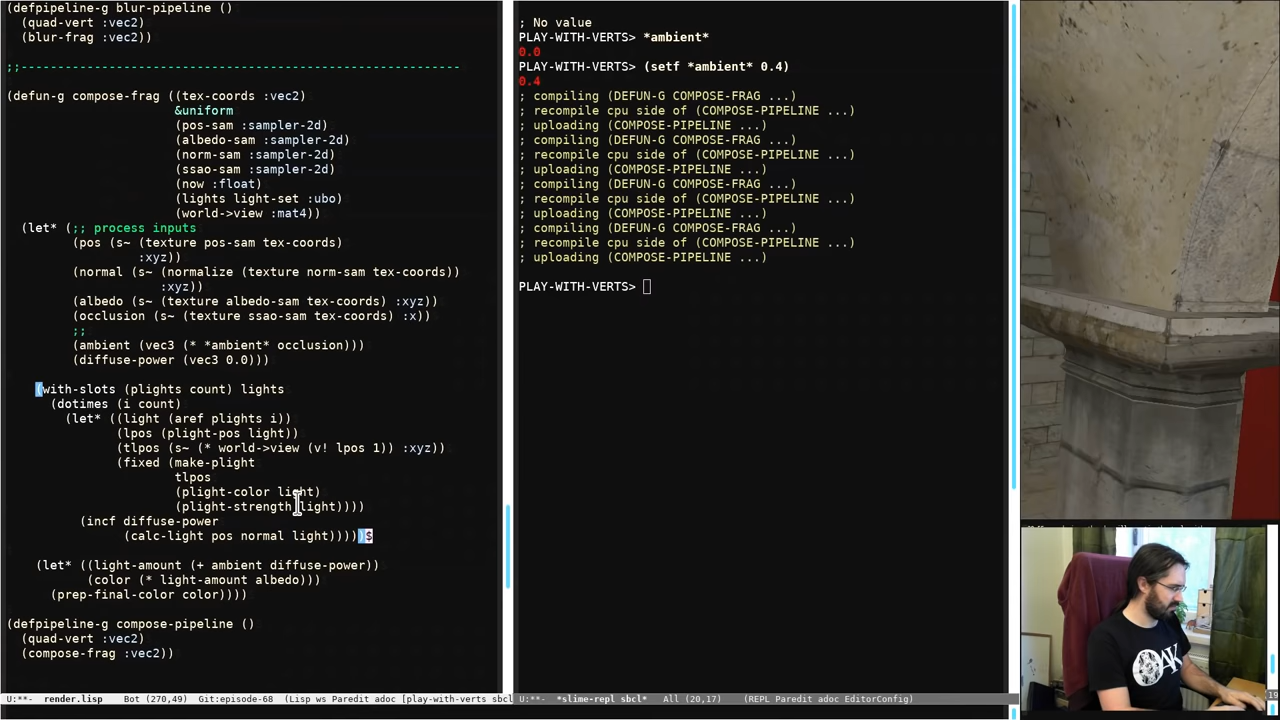 (defpipeline-g blur-pipeline ()
(quad-vert :vec2)
(blur-frag :vec2))
;;------------------------------------------------------------
(defun-g compose-frag ((tex-coords :vec2)
&uniform
(pos-sam :sampler-2d)
(albedo-sam :sampler-2d)
(norm-sam :sampler-2d)
(ssao-sam :sampler-2d)
(now :float)
(lights light-set :ubo)
(world->view :mat4))
(let* (;; process inputs
(pos (s~ (texture pos-sam tex-coords)
:xyz))
(normal (s~ (normalize (texture norm-sam tex-coords))
:xyz))
(albedo (s~ (texture albedo-sam tex-coords) :xyz))
(occlusion (s~ (texture ssao-sam tex-coords) :x))
;;
(ambient (vec3 (* *ambient* occlusion)))
(diffuse-power (vec3 0.0)))
(with-slots (plights count) lights
(dotimes (i count)
(let* ((light (aref plights i))
(lpos (plight-pos light))
(tlpos (s~ (* world->view (v! lpos 1)) :xyz))
(fixed (make-plight
tlpos
(plight-color light)
(plight-strength light))))
(incf diffuse-power
(calc-light pos normal light)))))$
(let* ((light-amount (+ ambient diffuse-power))
(color (* light-amount albedo)))
(prep-final-color color))))
(defpipeline-g compose-pipeline ()
(quad-vert :vec2)
(compose-frag :vec2))
U:**- render.lisp Bot (270,49) Git:episode-68 (Lisp ws Paredit adoc [play-with-verts sbcl
; No value
PLAY-WITH-VERTS> *ambient*
0.0
PLAY-WITH-VERTS> (setf *ambient* 0.4)
0.4
; compiling (DEFUN-G COMPOSE-FRAG ...)
; recompile cpu side of (COMPOSE-PIPELINE ...)
; uploading (COMPOSE-PIPELINE ...)
; compiling (DEFUN-G COMPOSE-FRAG ...)
; recompile cpu side of (COMPOSE-PIPELINE ...)
; uploading (COMPOSE-PIPELINE ...)
; compiling (DEFUN-G COMPOSE-FRAG ...)
; recompile cpu side of (COMPOSE-PIPELINE ...)
; uploading (COMPOSE-PIPELINE ...)
; compiling (DEFUN-G COMPOSE-FRAG ...)
; recompile cpu side of (COMPOSE-PIPELINE ...)
; uploading (COMPOSE-PIPELINE ...)
PLAY-WITH-VERTS>
U:**- *slime-repl sbcl* All (20,17) (REPL Paredit adoc EditorConfig)
OAK
19